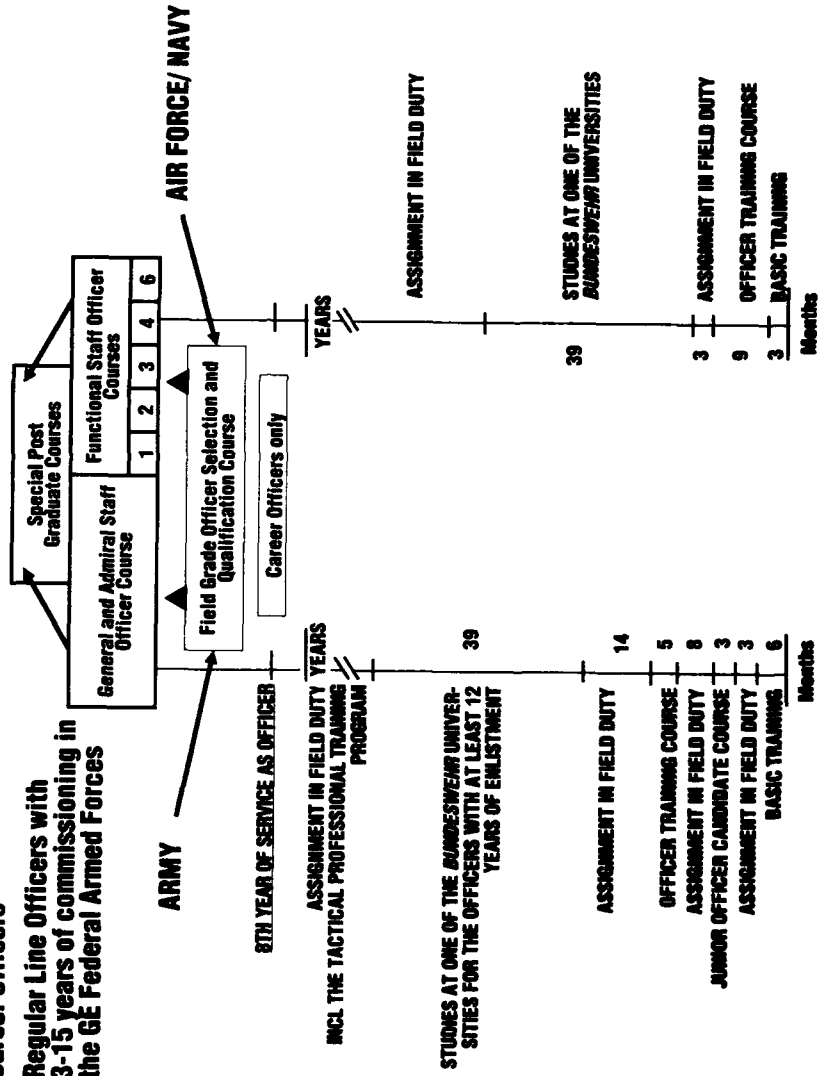 Regular Line Officers with
3-15 years of commissioning in
the GE Federal Armed Forces
Special Post
Graduate Courses
General and Admiral Staff
Officer Course
Functional Staff Officer
Courses
1 2 3 4 6
ARMY
AIR FORCE/ NAVY
Field Grade Officer Selection and
Qualification Course
Career Officers only
8TH YEAR OF SERVICE AS OFFICER
YEARS
ASSIGNMENT IN FIELD DUTY
INCL THE TACTICAL PROFESSIONAL TRAINING
PROGRAM
39
STUDIES AT ONE OF THE BUNDESWEHR UNIVER-
SITIES FOR THE OFFICERS WITH AT LEAST 12
YEARS OF ENLISTMENT
ASSIGNMENT IN FIELD DUTY
14
OFFICER TRAINING COURSE
5
ASSIGNMENT IN FIELD DUTY
8
JUNIOR OFFICER CANDIDATE COURSE
3
ASSIGNMENT IN FIELD DUTY
3
BASIC TRAINING
6
Months
YEARS
ASSIGNMENT IN FIELD DUTY
39
STUDIES AT ONE OF THE
BUNDESWEHR UNIVERSITIES
3
ASSIGNMENT IN FIELD DUTY
9
OFFICER TRAINING COURSE
3
BASIC TRAINING
Months